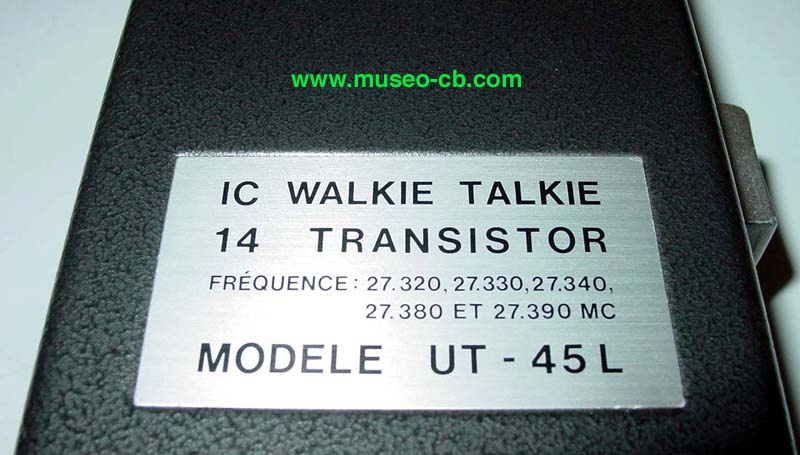 www.museo-cb.com
IC WALKIE TALKIE
14 TRANSISTOR
FRÉQUENCE: 27.320, 27.330, 27.340,
27.380 ET 27.390 MC
MODELE UT - 45 L